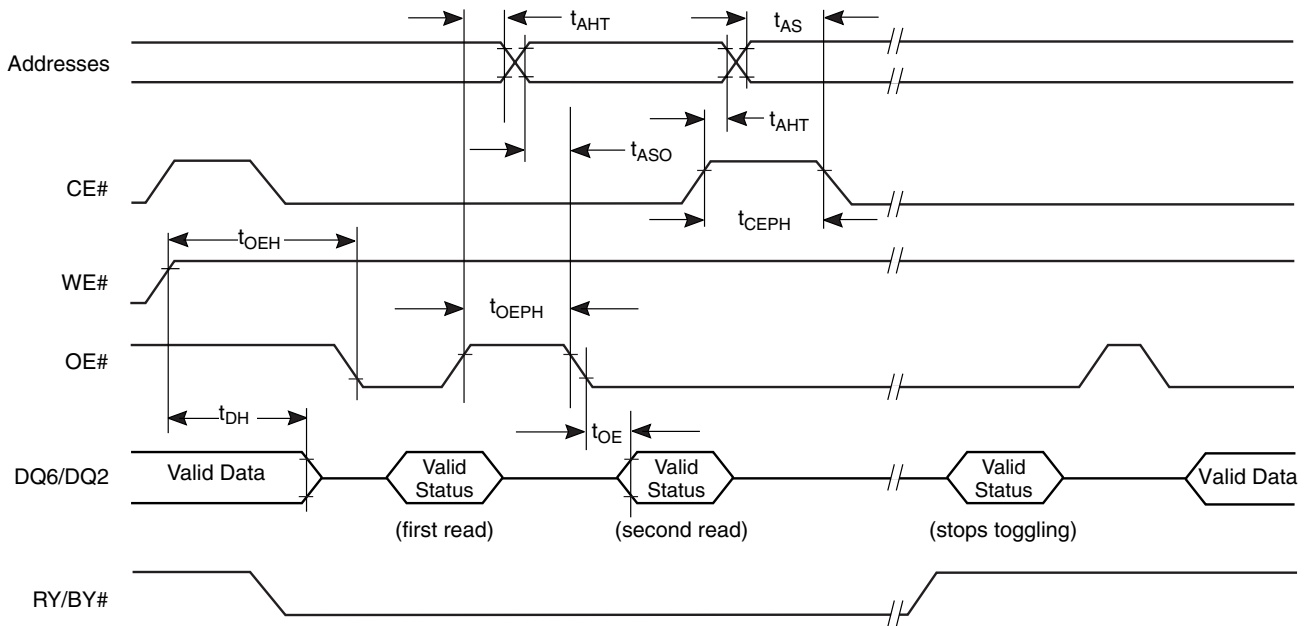 tAHT
tAS
Addresses
tAHT
tASO
CE#
tCEPH
tOEH
WE#
tOEPH
OE#
tDH
tOE
DQ6/DQ2
Valid Data
Valid
Status
Valid
Status
Valid
Status
Valid Data
(first read)
(second read)
(stops toggling)
RY/BY#